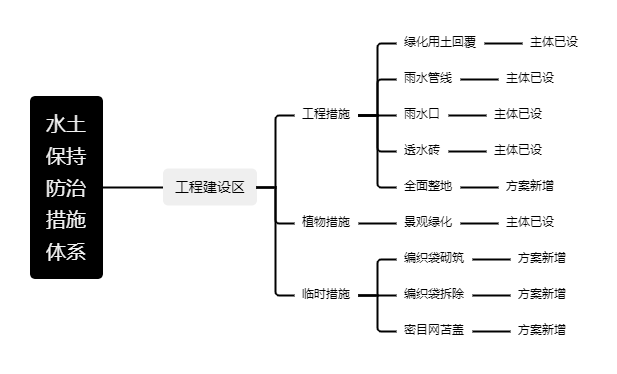 水土
保持
防治
措施
体系
工程建设区
工程措施
绿化用土回覆
主体已设
雨水管线
主体已设
雨水口
主体已设
透水砖
主体已设
全面整地
方案新增
植物措施
景观绿化
主体已设
临时措施
编织袋砌筑
方案新增
编织袋拆除
方案新增
密目网苫盖
方案新增